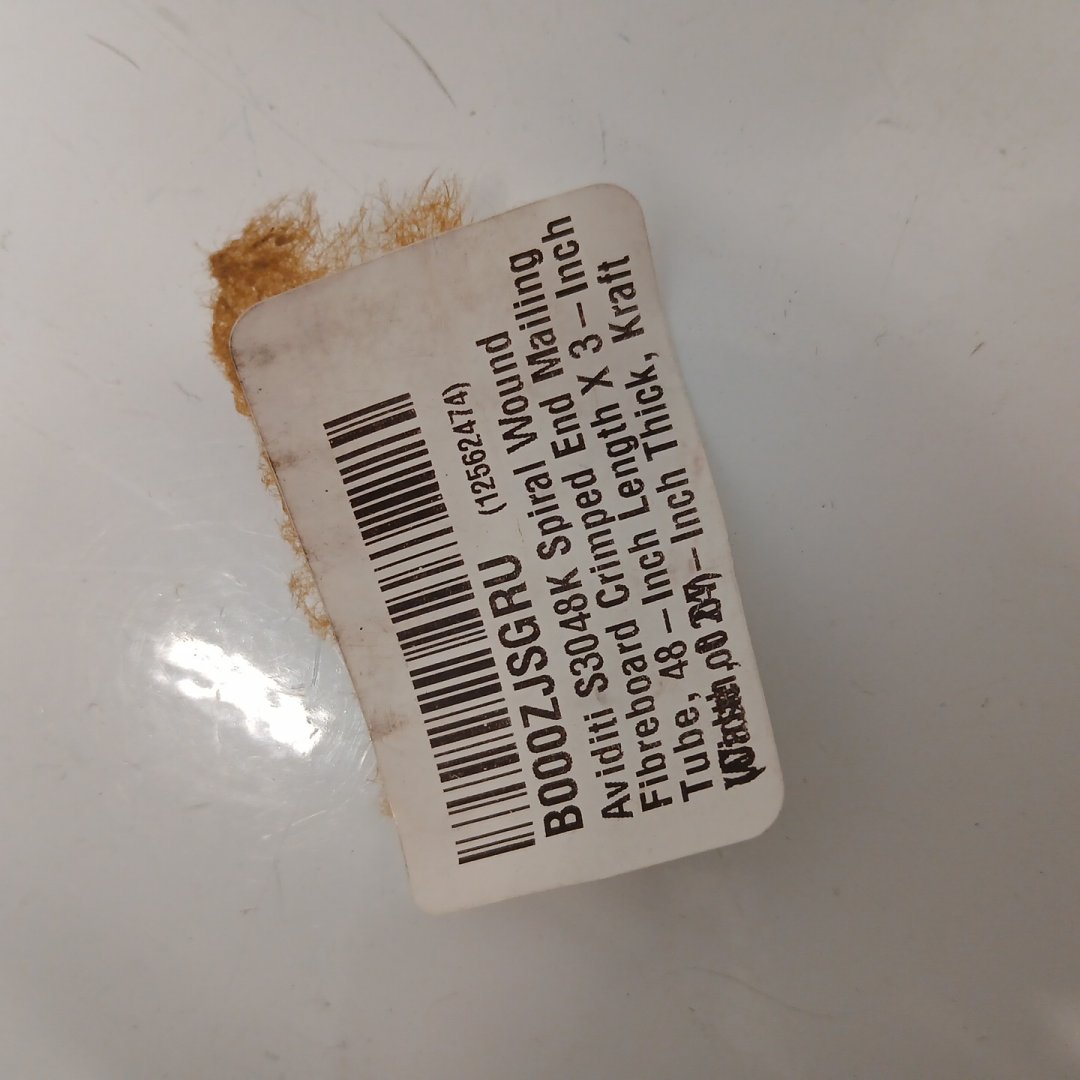 B000ZJSGRU (12562474)
Aviditi S3048K Spiral Wound
Fibreboard Crimped End Mailing
Tube, 48-Inch Length X 3-Inch
-Inch Thick, Kraft